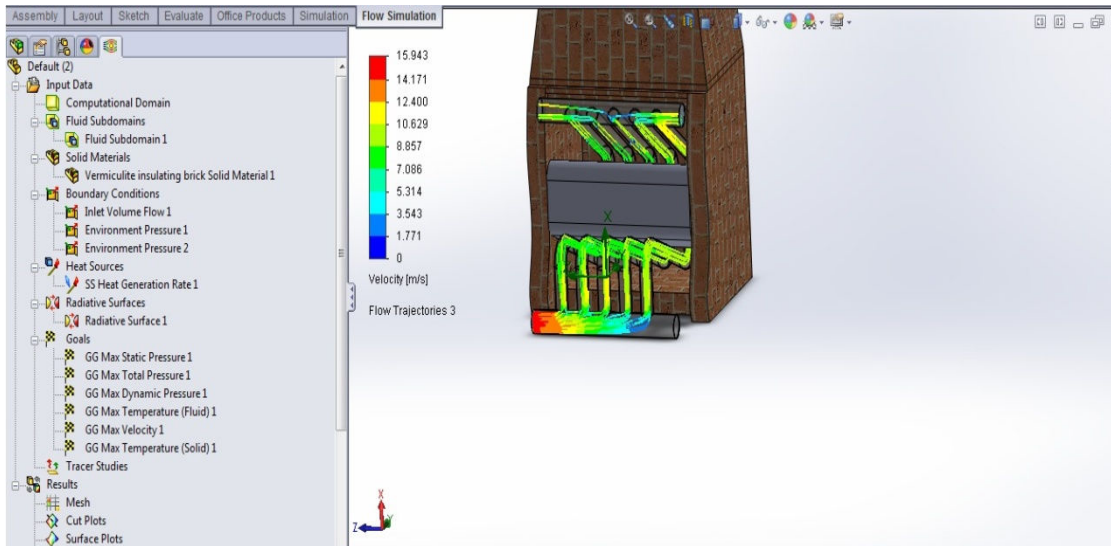 Assembly Layout Sketch Evaluate Office Products Simulation Flow Simulation
Default (2)
Input Data
Computational Domain
Fluid Subdomains
Fluid Subdomain 1
Solid Materials
Vermiculite insulating brick Solid Material 1
Boundary Conditions
Inlet Volume Flow 1
Environment Pressure 1
Environment Pressure 2
Heat Sources
SS Heat Generation Rate 1
Radiative Surfaces
Radiative Surface 1
Goals
GG Max Static Pressure 1
GG Max Total Pressure 1
GG Max Dynamic Pressure 1
GG Max Temperature (Fluid) 1
GG Max Velocity 1
GG Max Temperature (Solid) 1
Tracer Studies
Results
Mesh
Cut Plots
Surface Plots
15.943
14.171
12.400
10.629
8.857
7.086
5.314
3.543
1.771
0
Velocity [m/s]
Flow Trajectories 3
X
X
Z
Y